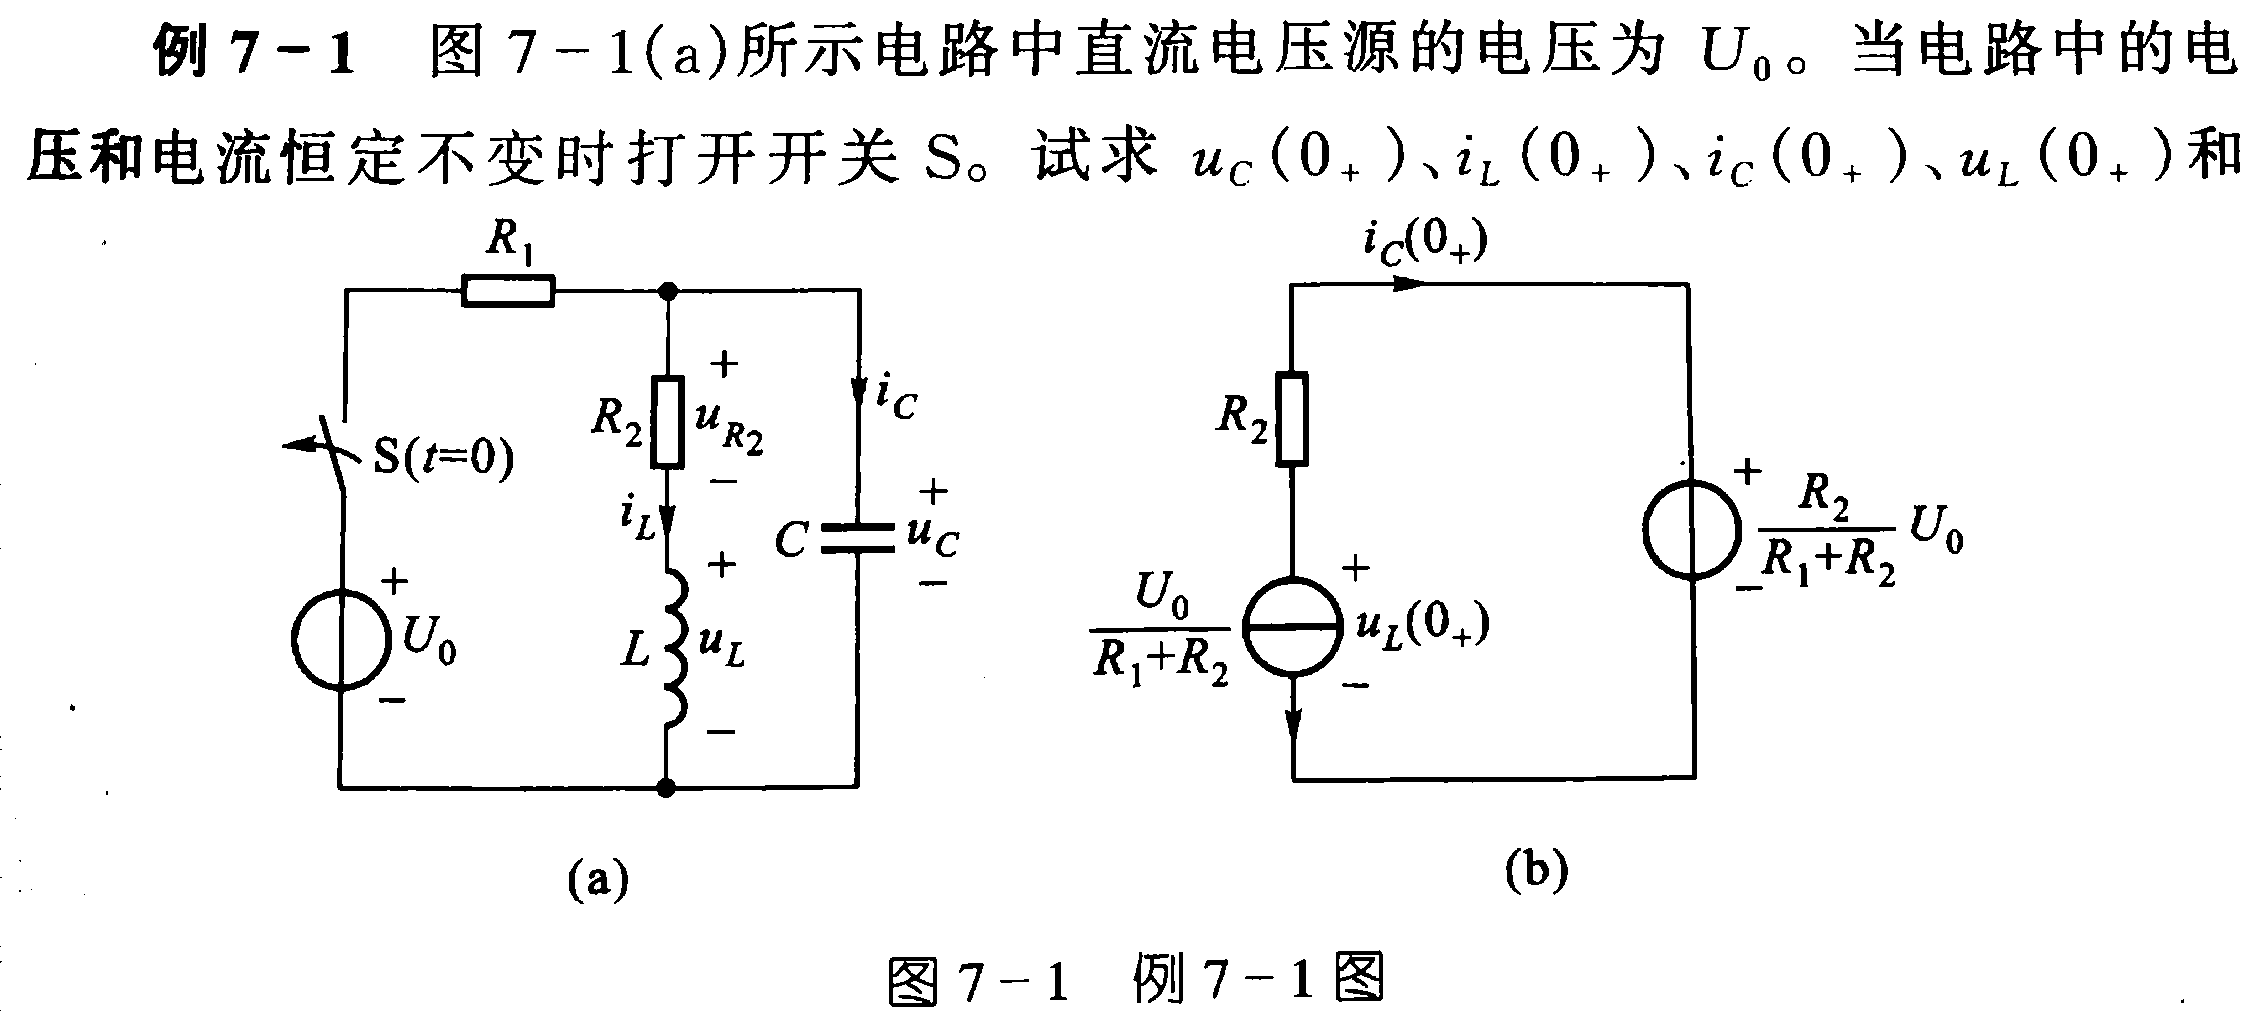 例 7－1　图 7－1(a)所示电路中直流电压源的电压为 U₀。当电路中的电
压和电流恒定不变时打开开关 S。试求 u_C(0₊)、i_L(0₊)、i_C(0₊)、u_L(0₊)和
R₁
i_C(0₊)
+
i_C
R₂
u_R₂
−
R₂
S(t=0)
i_L
+
C
u_C
−
+
R₂/(R₁+R₂) U₀
−
+
U₀
−
L
+
u_L
−
U₀/(R₁+R₂)
+
u_L(0₊)
−
(a)
(b)
图 7－1　例 7－1 图